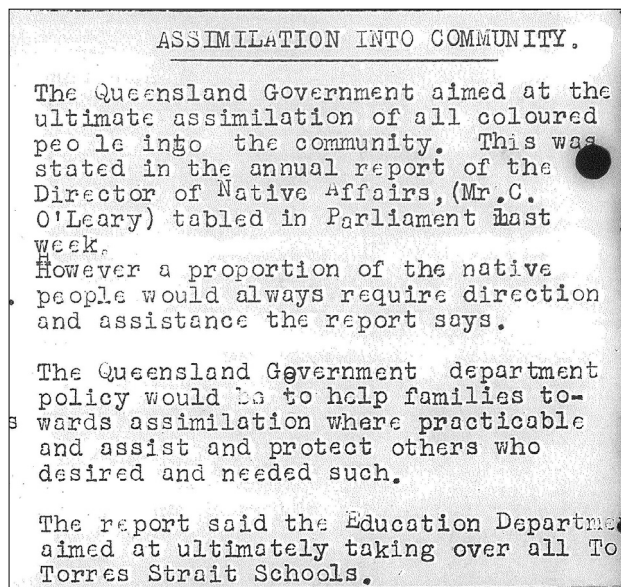 ASSIMILATION INTO COMMUNITY.
The Queensland Government aimed at the
ultimate assimilation of all coloured
peo le into the community. This was
stated in the annual report of the
Director of Native Affairs, (Mr.C.
O'Leary) tabled in Parliament last
week.
However a proportion of the native
people would always require direction
and assistance the report says.
The Queensland Government department
policy would be to help families to-
wards assimilation where practicable
and assist and protect others who
desired and needed such.
The report said the Education Departme
aimed at ultimately taking over all To
Torres Strait Schools.